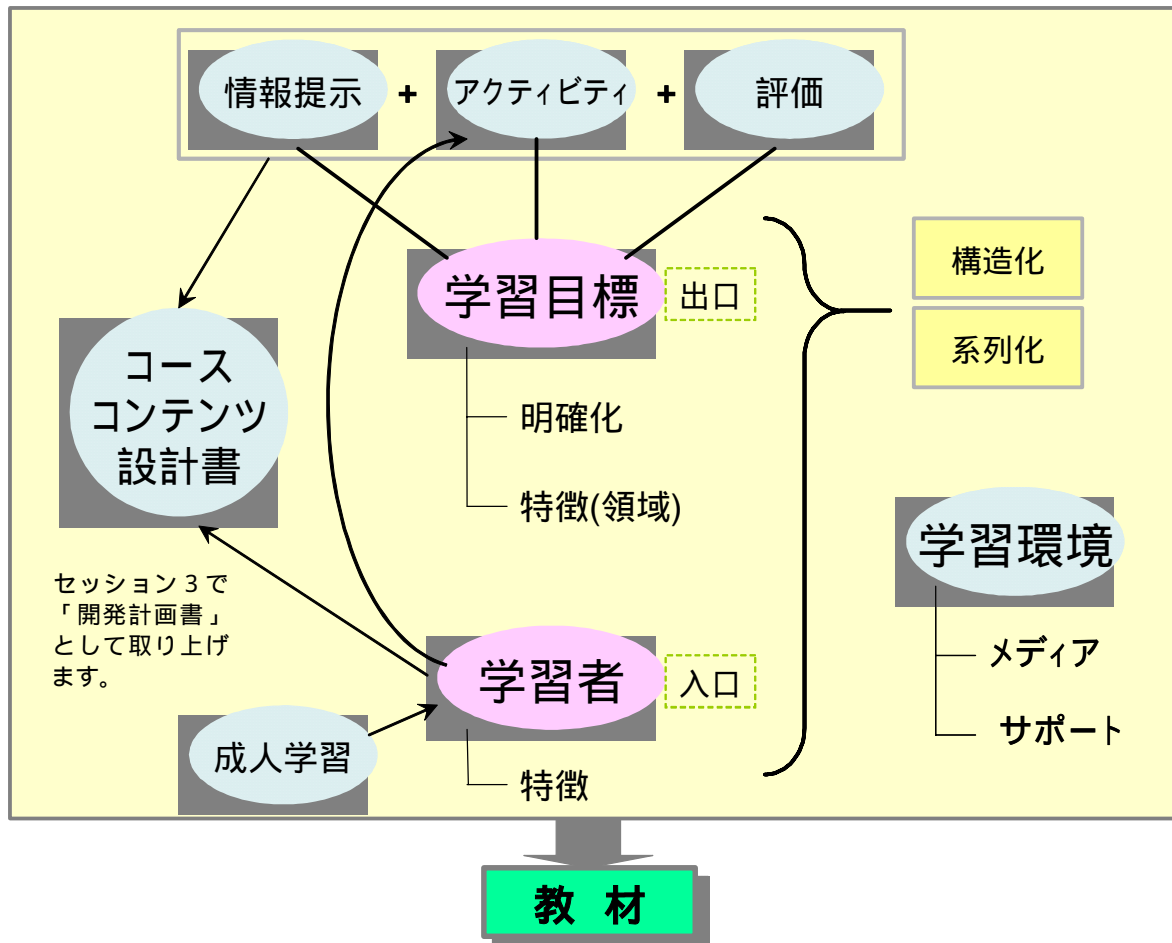 情報提示 + アクティビティ + 評価
学習目標 出口
明確化
特徴(領域)
構造化
系列化
コース
コンテンツ
設計書
セッション３で
「開発計画書」
として取り上げ
ます。
学習者 入口
特徴
成人学習
学習環境
メディア
サポート
教 材